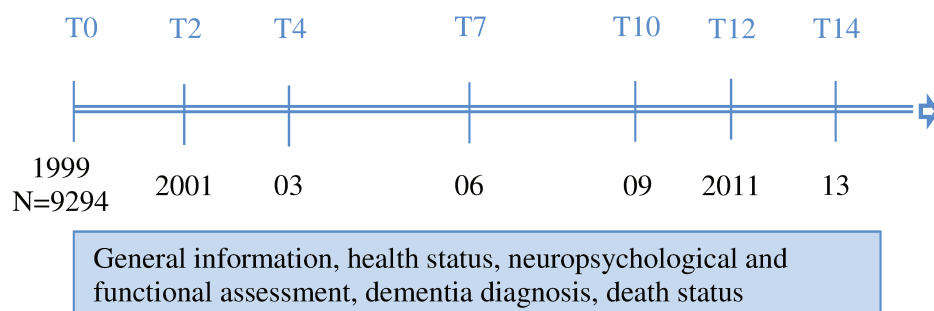 T0 T2 T4 T7 T10 T12 T14
1999 2001 03 06 09 2011 13
N=9294
General information, health status, neuropsychological and
functional assessment, dementia diagnosis, death status